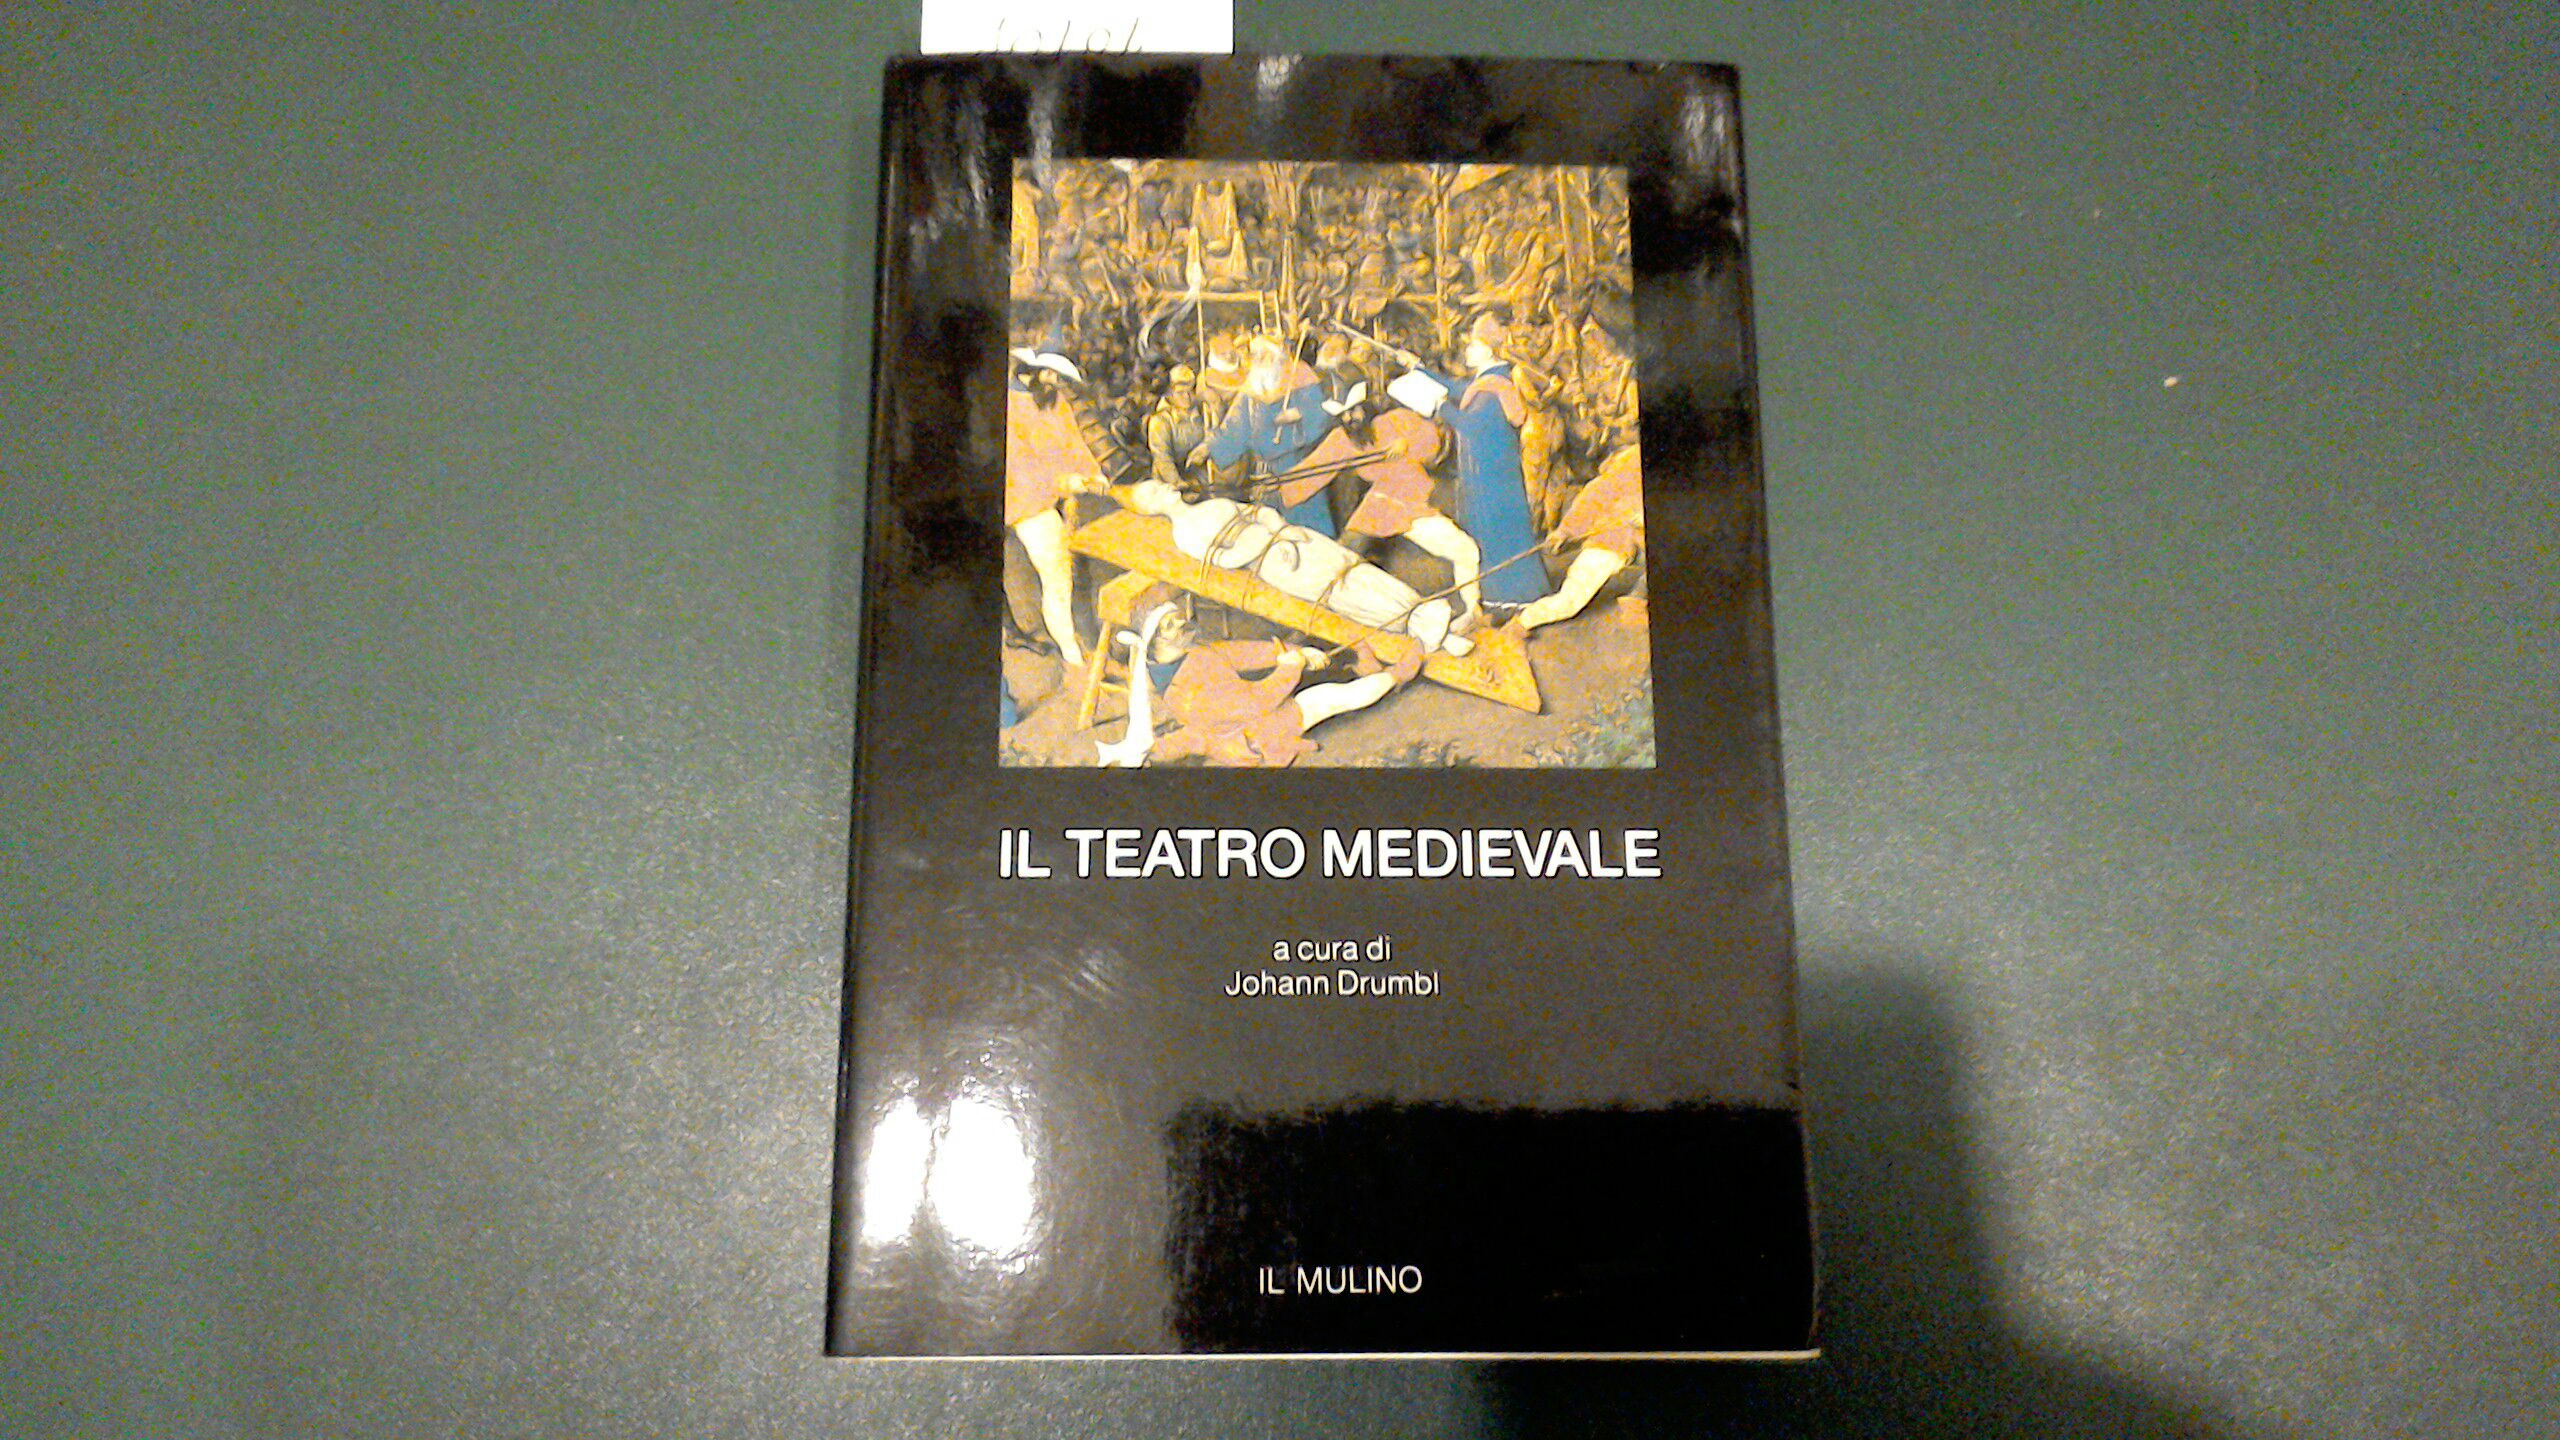 IL TEATRO MEDIEVALE
a cura di
Johann Drumbl
IL MULINO